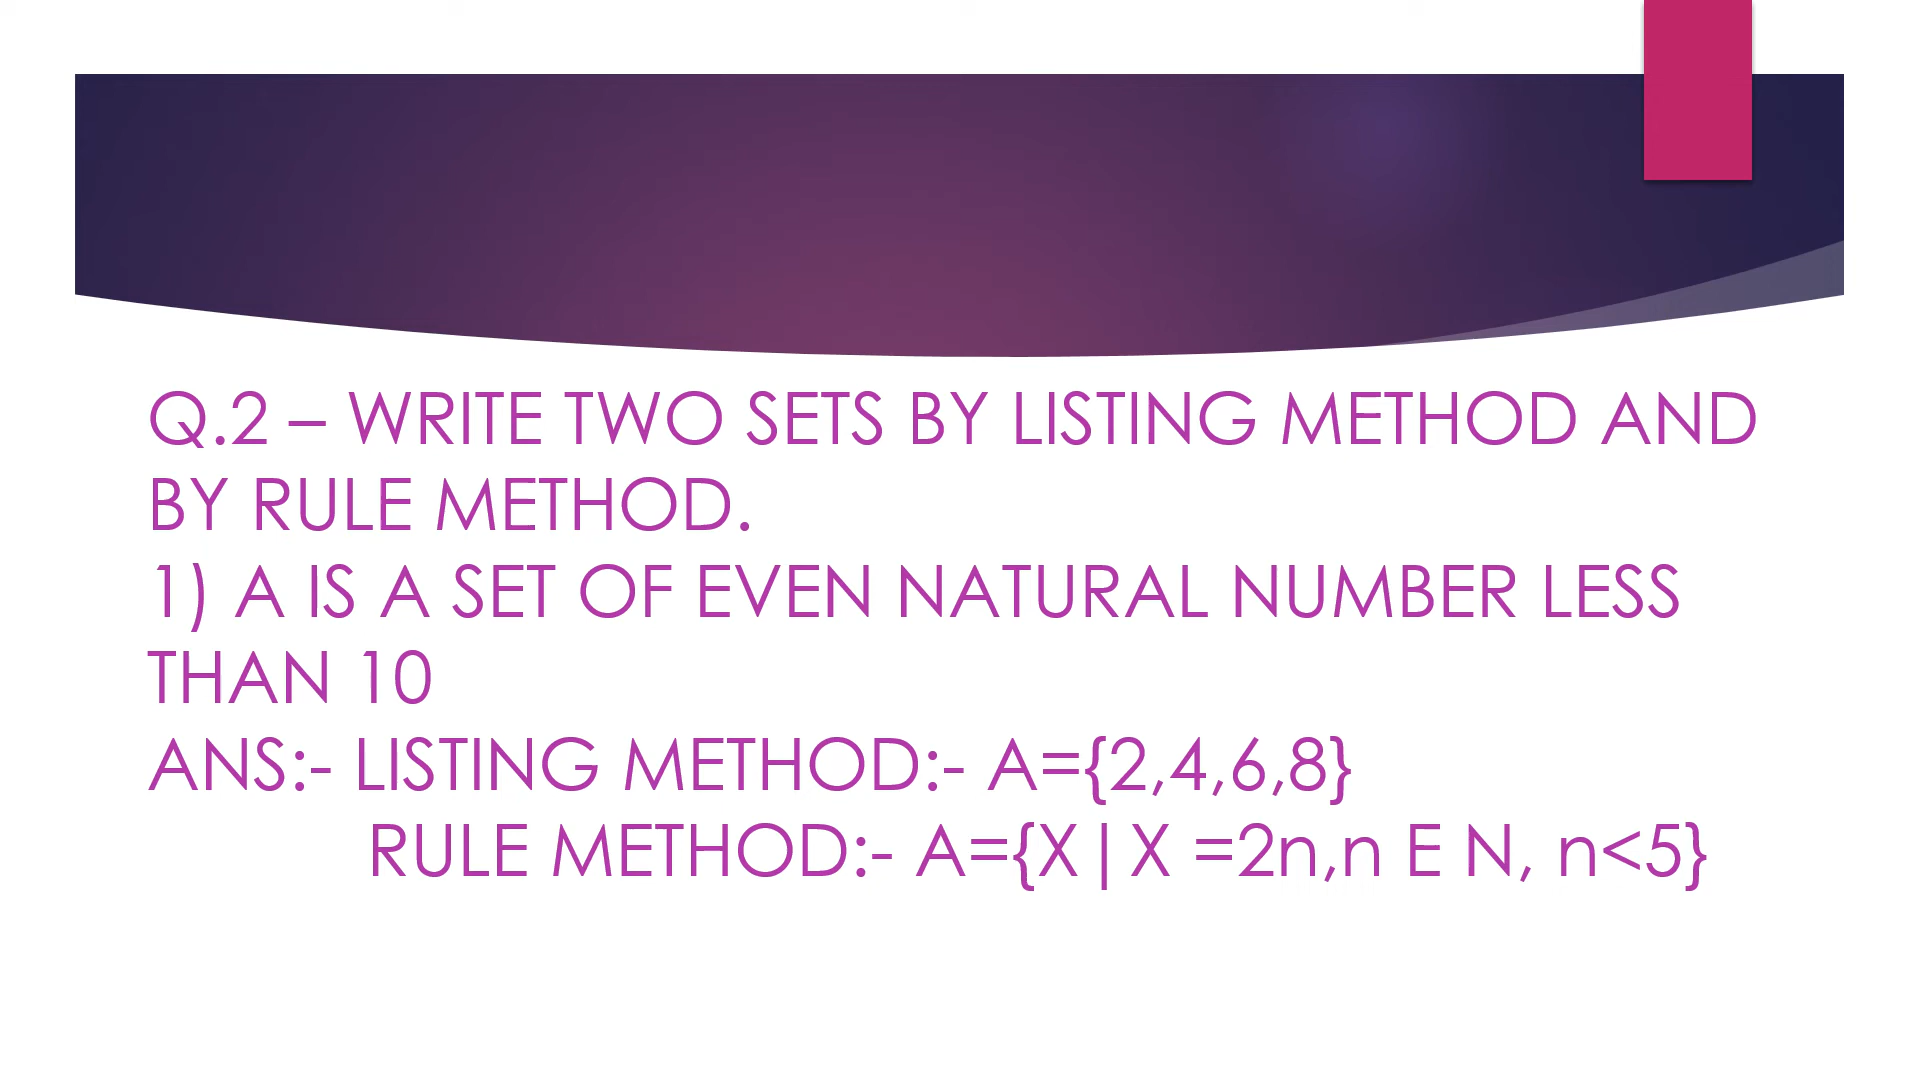 Q.2 – WRITE TWO SETS BY LISTING METHOD AND
BY RULE METHOD.
1) A IS A SET OF EVEN NATURAL NUMBER LESS
THAN 10
ANS:- LISTING METHOD:- A={2,4,6,8}
RULE METHOD:- A={X|X =2n,n E N, n<5}